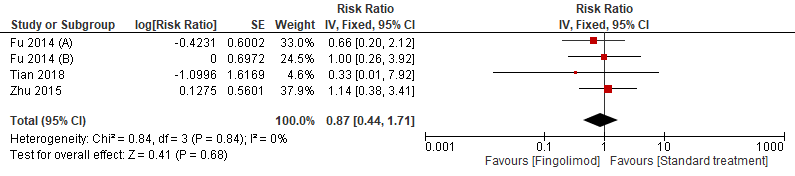 Risk Ratio Risk Ratio
Study or Subgroup log[Risk Ratio] SE Weight IV, Fixed, 95% CI IV, Fixed, 95% CI
Fu 2014 (A) -0.4231 0.6002 33.0% 0.66 [0.20, 2.12]
Fu 2014 (B) 0 0.6972 24.5% 1.00 [0.26, 3.92]
Tian 2018 -1.0996 1.6169 4.6% 0.33 [0.01, 7.92]
Zhu 2015 0.1275 0.5601 37.9% 1.14 [0.38, 3.41]
Total (95% CI) 100.0% 0.87 [0.44, 1.71]
Heterogeneity: Chi² = 0.84, df = 3 (P = 0.84); I² = 0%
Test for overall effect: Z = 0.41 (P = 0.68)
0.001 0.1 1 10 1000
Favours [Fingolimod] Favours [Standard treatment]